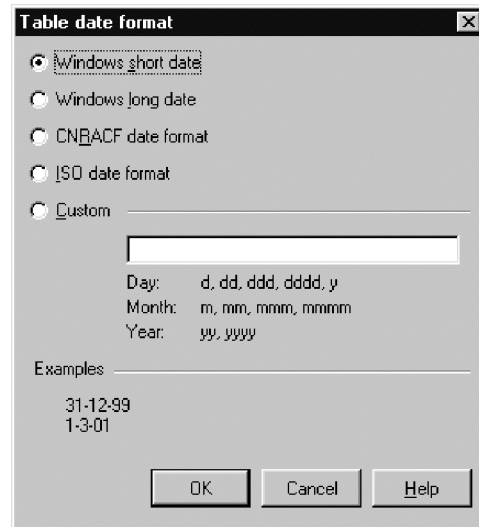 Table date format
Windows short date
Windows long date
CNRACF date format
ISO date format
Custom
Day: d, dd, ddd, dddd, y
Month: m, mm, mmm, mmmm
Year: yy, yyyy
Examples
31-12-99
1-3-01
OK Cancel Help